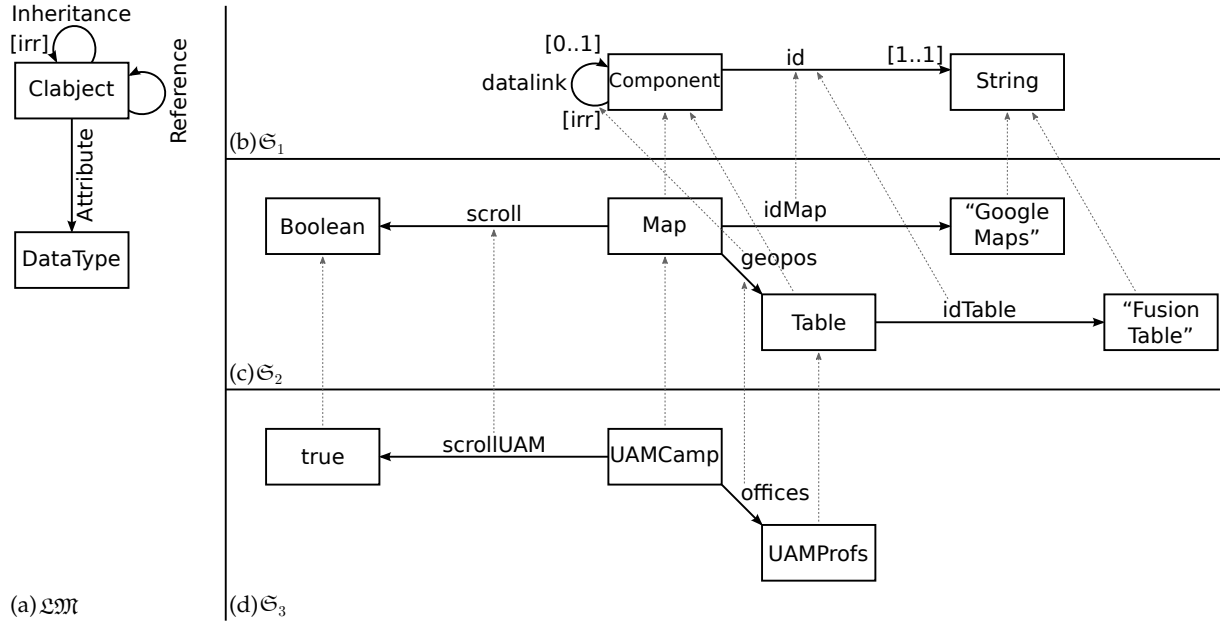 Inheritance
[irr]
Clabject
Reference
Attribute
DataType
(a) 𝔏𝔐
[0..1]
datalink
[irr]
Component
id
[1..1]
String
(b) 𝔖1
Boolean
scroll
Map
idMap
“Google
Maps”
geopos
Table
idTable
“Fusion
Table”
(c) 𝔖2
true
scrollUAM
UAMCamp
offices
UAMProfs
(d) 𝔖3